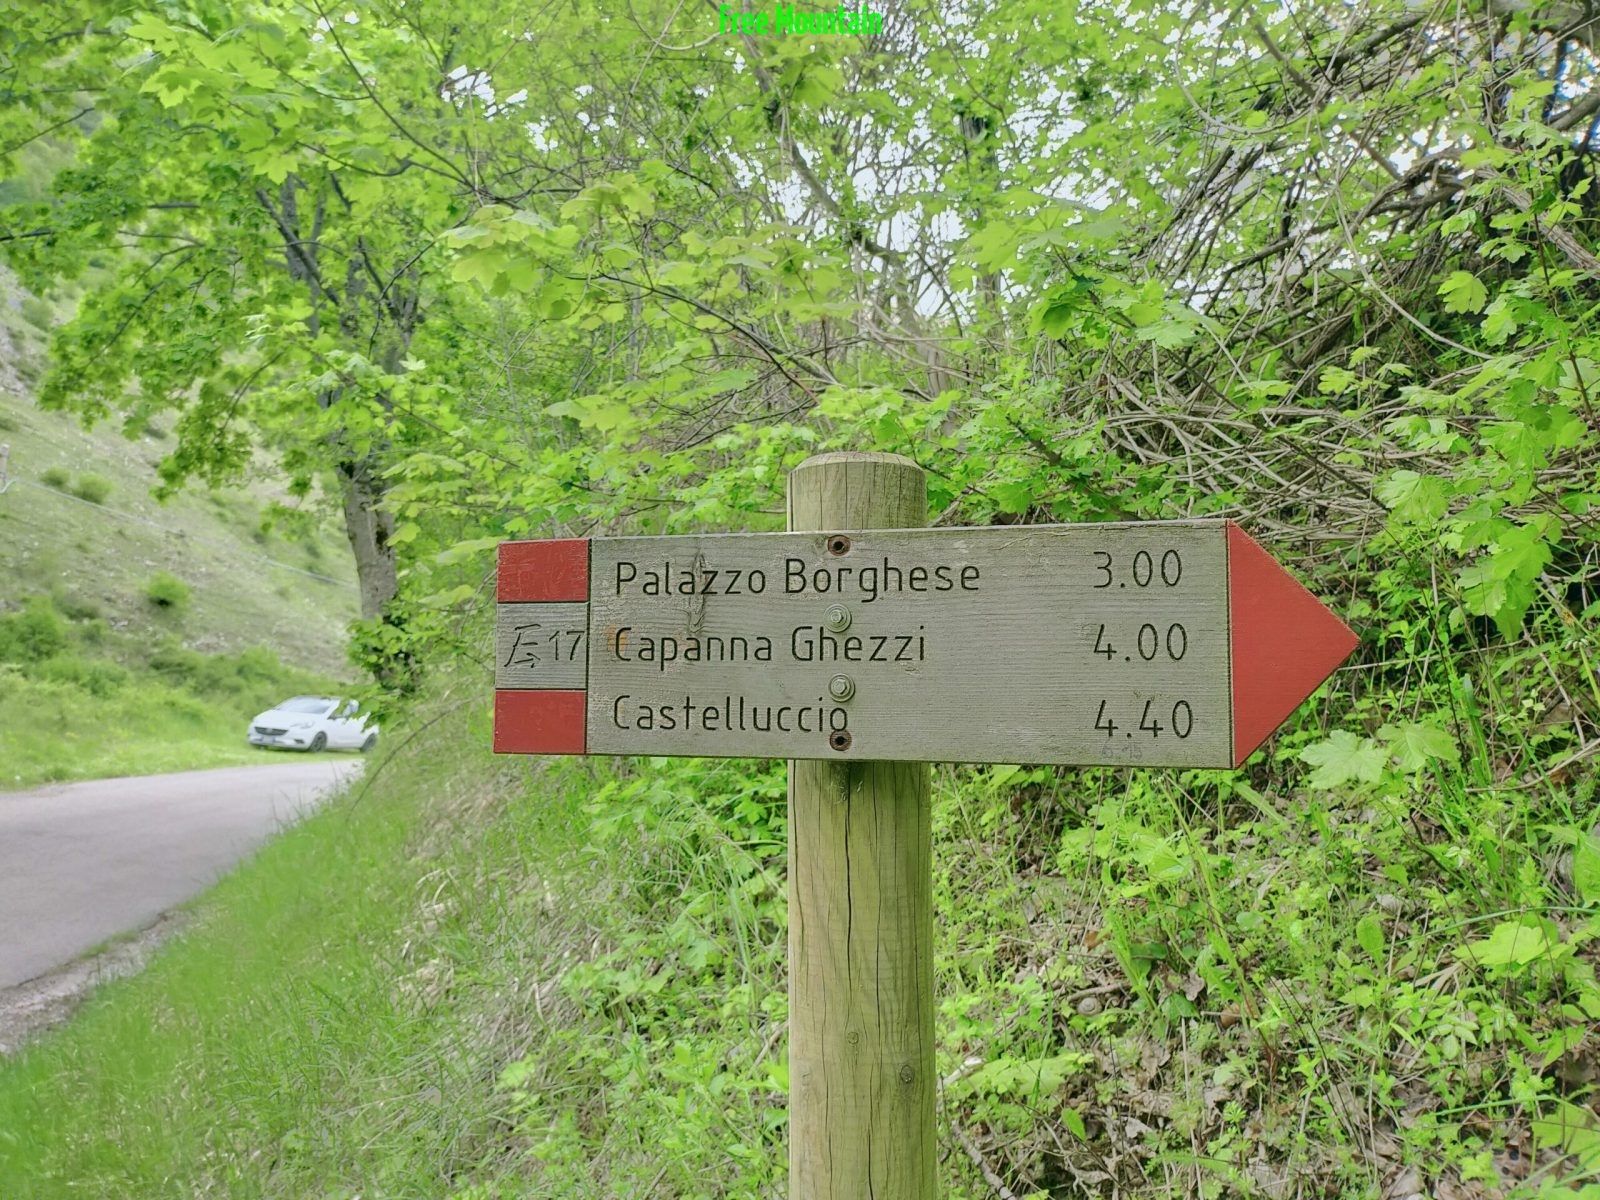 Free Mountain
Palazzo Borghese 3.00
E 17 Capanna Ghezzi 4.00
Castelluccio 4.40